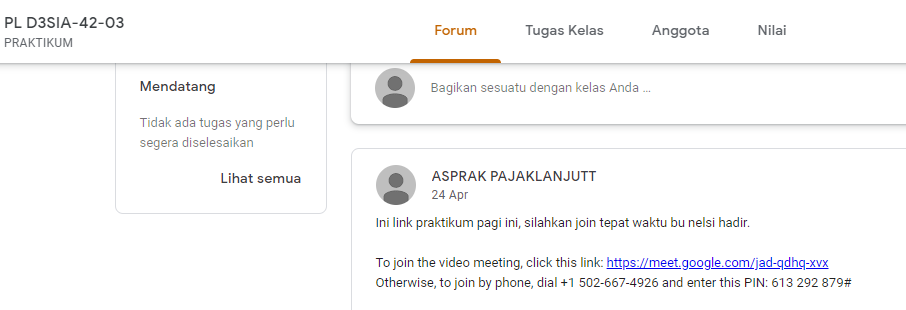 PL D3SIA-42-03
PRAKTIKUM
Forum
Tugas Kelas
Anggota
Nilai
Mendatang
Tidak ada tugas yang perlu
segera diselesaikan
Lihat semua
Bagikan sesuatu dengan kelas Anda ...
ASPRAK PAJAKLANJUTT
24 Apr
Ini link praktikum pagi ini, silahkan join tepat waktu bu nelsi hadir.
To join the video meeting, click this link: https://meet.google.com/jad-qdhq-xvx
Otherwise, to join by phone, dial +1 502-667-4926 and enter this PIN: 613 292 879#